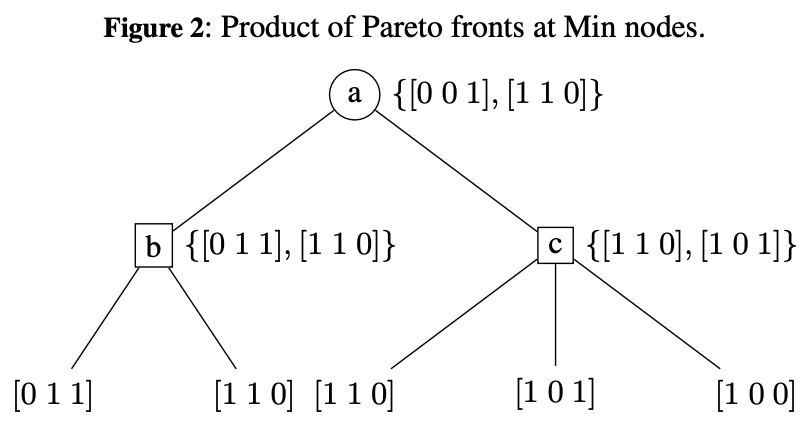 Figure 2: Product of Pareto fronts at Min nodes.
a {[0 0 1], [1 1 0]}
b {[0 1 1], [1 1 0]} c {[1 1 0], [1 0 1]}
[0 1 1] [1 1 0] [1 1 0] [1 0 1] [1 0 0]